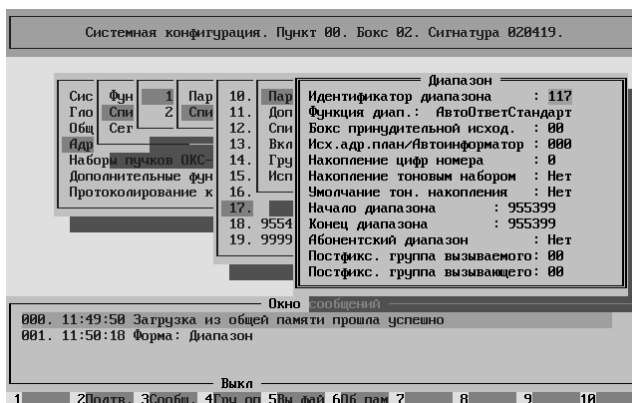 Системная конфигурация. Пункт 00. Бокс 02. Сигнатура 020419.
Диапазон
Сис Фун 1 Пар 10. Пар Идентификатор диапазона : 117
Гло Спи 2 Спи 11. Доп Функция диап.: АвтоОтветСтандарт
Общ Сег 12. Спи Бокс принудительной исход. : 00
Адр 13. Вкл Исх.адр.план/Автоинформатор : 000
Наборы пучков ОКС- 14. Гру Накопление цифр номера : 0
Дополнительные фун 15. Исп Накопление тоновым набором : Нет
Протоколирование к 16. Умолчание тон. накопления : Нет
17. Начало диапазона : 955399
18. 9554 Конец диапазона : 955399
19. 9999 Абонентский диапазон : Нет
Постфикс. группа вызываемого: 00
Постфикс. группа вызывающего: 00
Окно сообщений
000. 11:49:50 Загрузка из общей памяти прошла успешно
001. 11:50:18 Форма: Диапазон
Выкл
1 2Подтв. 3Сообщ. 4Гру оп 5Вы фай 6Об пам 7 8 9 10